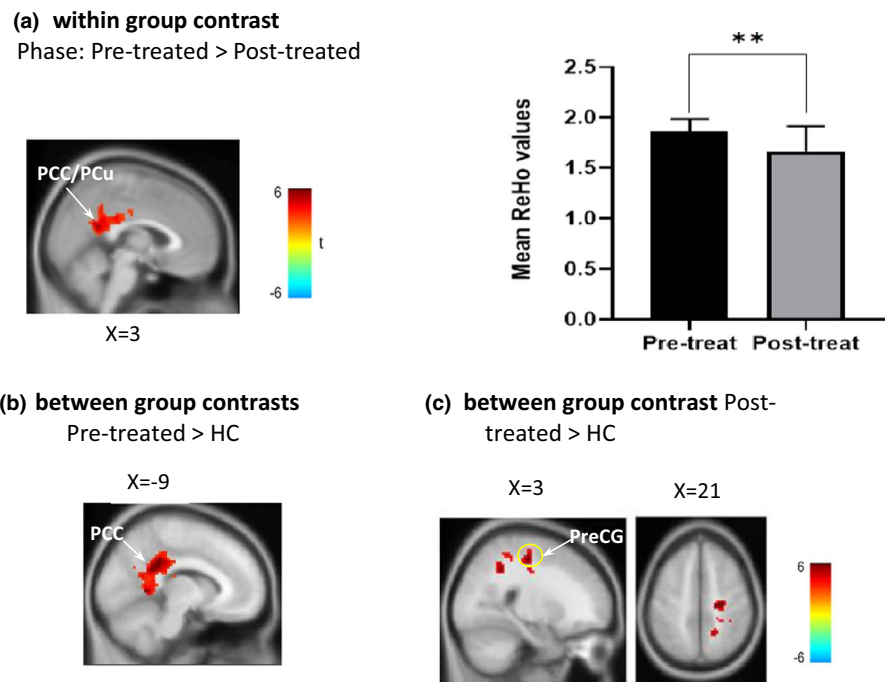 (a) within group contrast
Phase: Pre-treated > Post-treated
PCC/PCu
6
t
-6
X=3
**
2.5
2.0
1.5
1.0
0.5
0.0
Mean ReHo values
Pre-treat Post-treat
(b) between group contrasts
Pre-treated > HC
X=-9
PCC
(c) between group contrast Post-
treated > HC
X=3
X=21
PreCG
6
-6